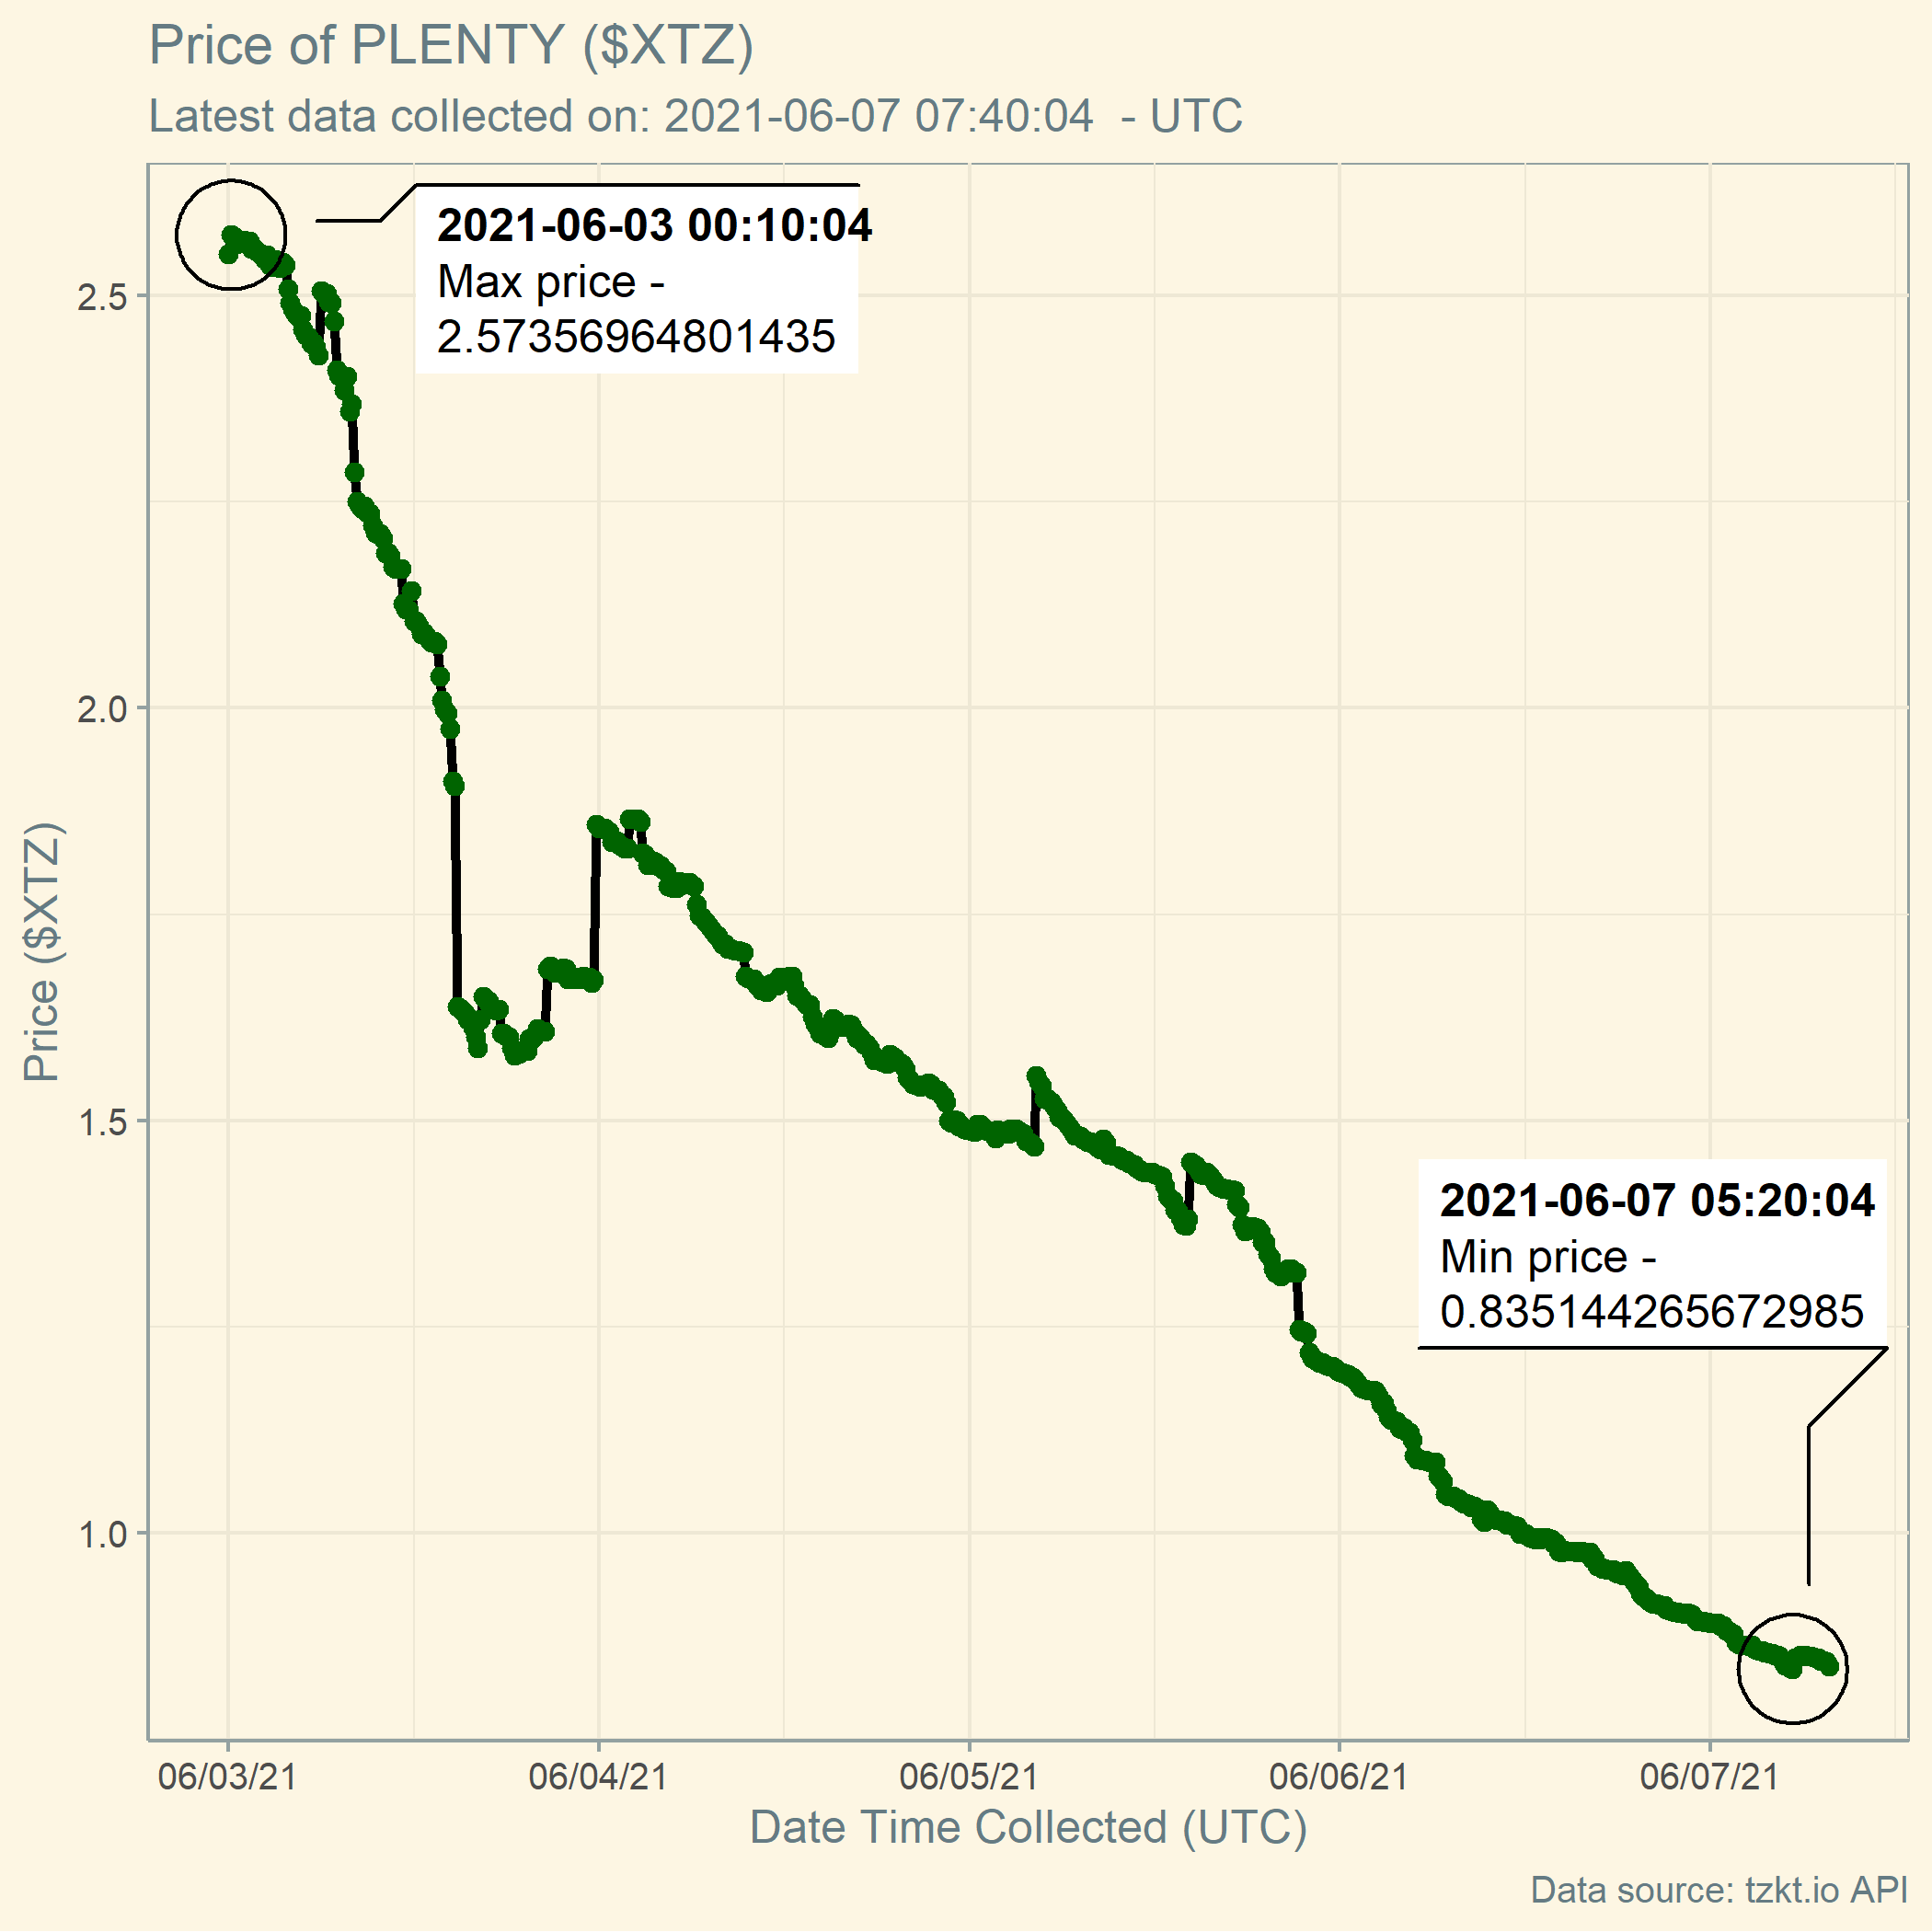 Price of PLENTY ($XTZ)
Latest data collected on: 2021-06-07 07:40:04  - UTC
2021-06-03 00:10:04
Max price -
2.57356964801435
2021-06-07 05:20:04
Min price -
0.835144265672985
Price ($XTZ)
2.5
2.0
1.5
1.0
06/03/21
06/04/21
06/05/21
06/06/21
06/07/21
Date Time Collected (UTC)
Data source: tzkt.io API